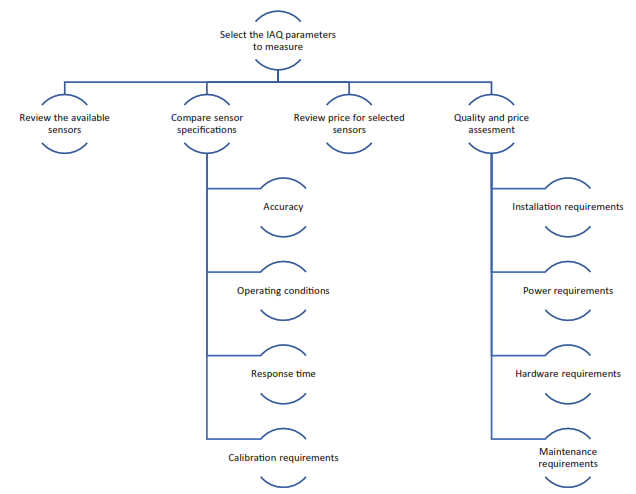 Select the IAQ parameters
to measure
Review the available
sensors
Compare sensor
specifications
Review price for selected
sensors
Quality and price
assesment
Accuracy
Operating conditions
Response time
Calibration requirements
Installation requirements
Power requirements
Hardware requirements
Maintenance
requirements